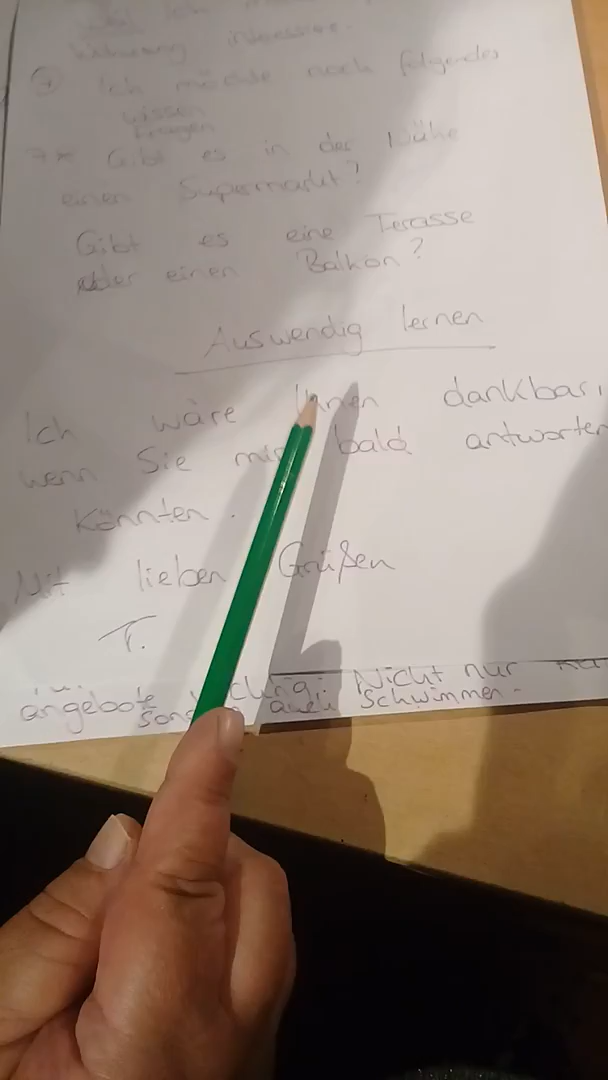 interessiere.
④ Ich möchte noch folgendes
wissen
fragen
Gibt es in der Nähe
einen Supermarkt?
Gibt es eine Terasse
oder einen Balkon?
Auswendig lernen
Ich wäre Ihnen dankbar,
wenn Sie mir bald antworten
könnten.
Mit lieben Grüßen
T.
Nicht nur
angebote auch schwimmen.